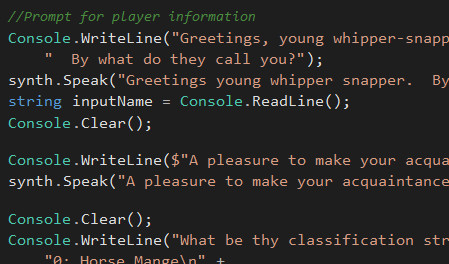 //Prompt for player information
Console.WriteLine("Greetings, young whipper-snapp
"  By what do they call you?");
synth.Speak("Greetings young whipper snapper.  By
string inputName = Console.ReadLine();
Console.Clear();
Console.WriteLine($"A pleasure to make your acqua
synth.Speak("A pleasure to make your acquaintance
Console.Clear();
Console.WriteLine("What be thy classification str
"0: Horse Mange\n" +